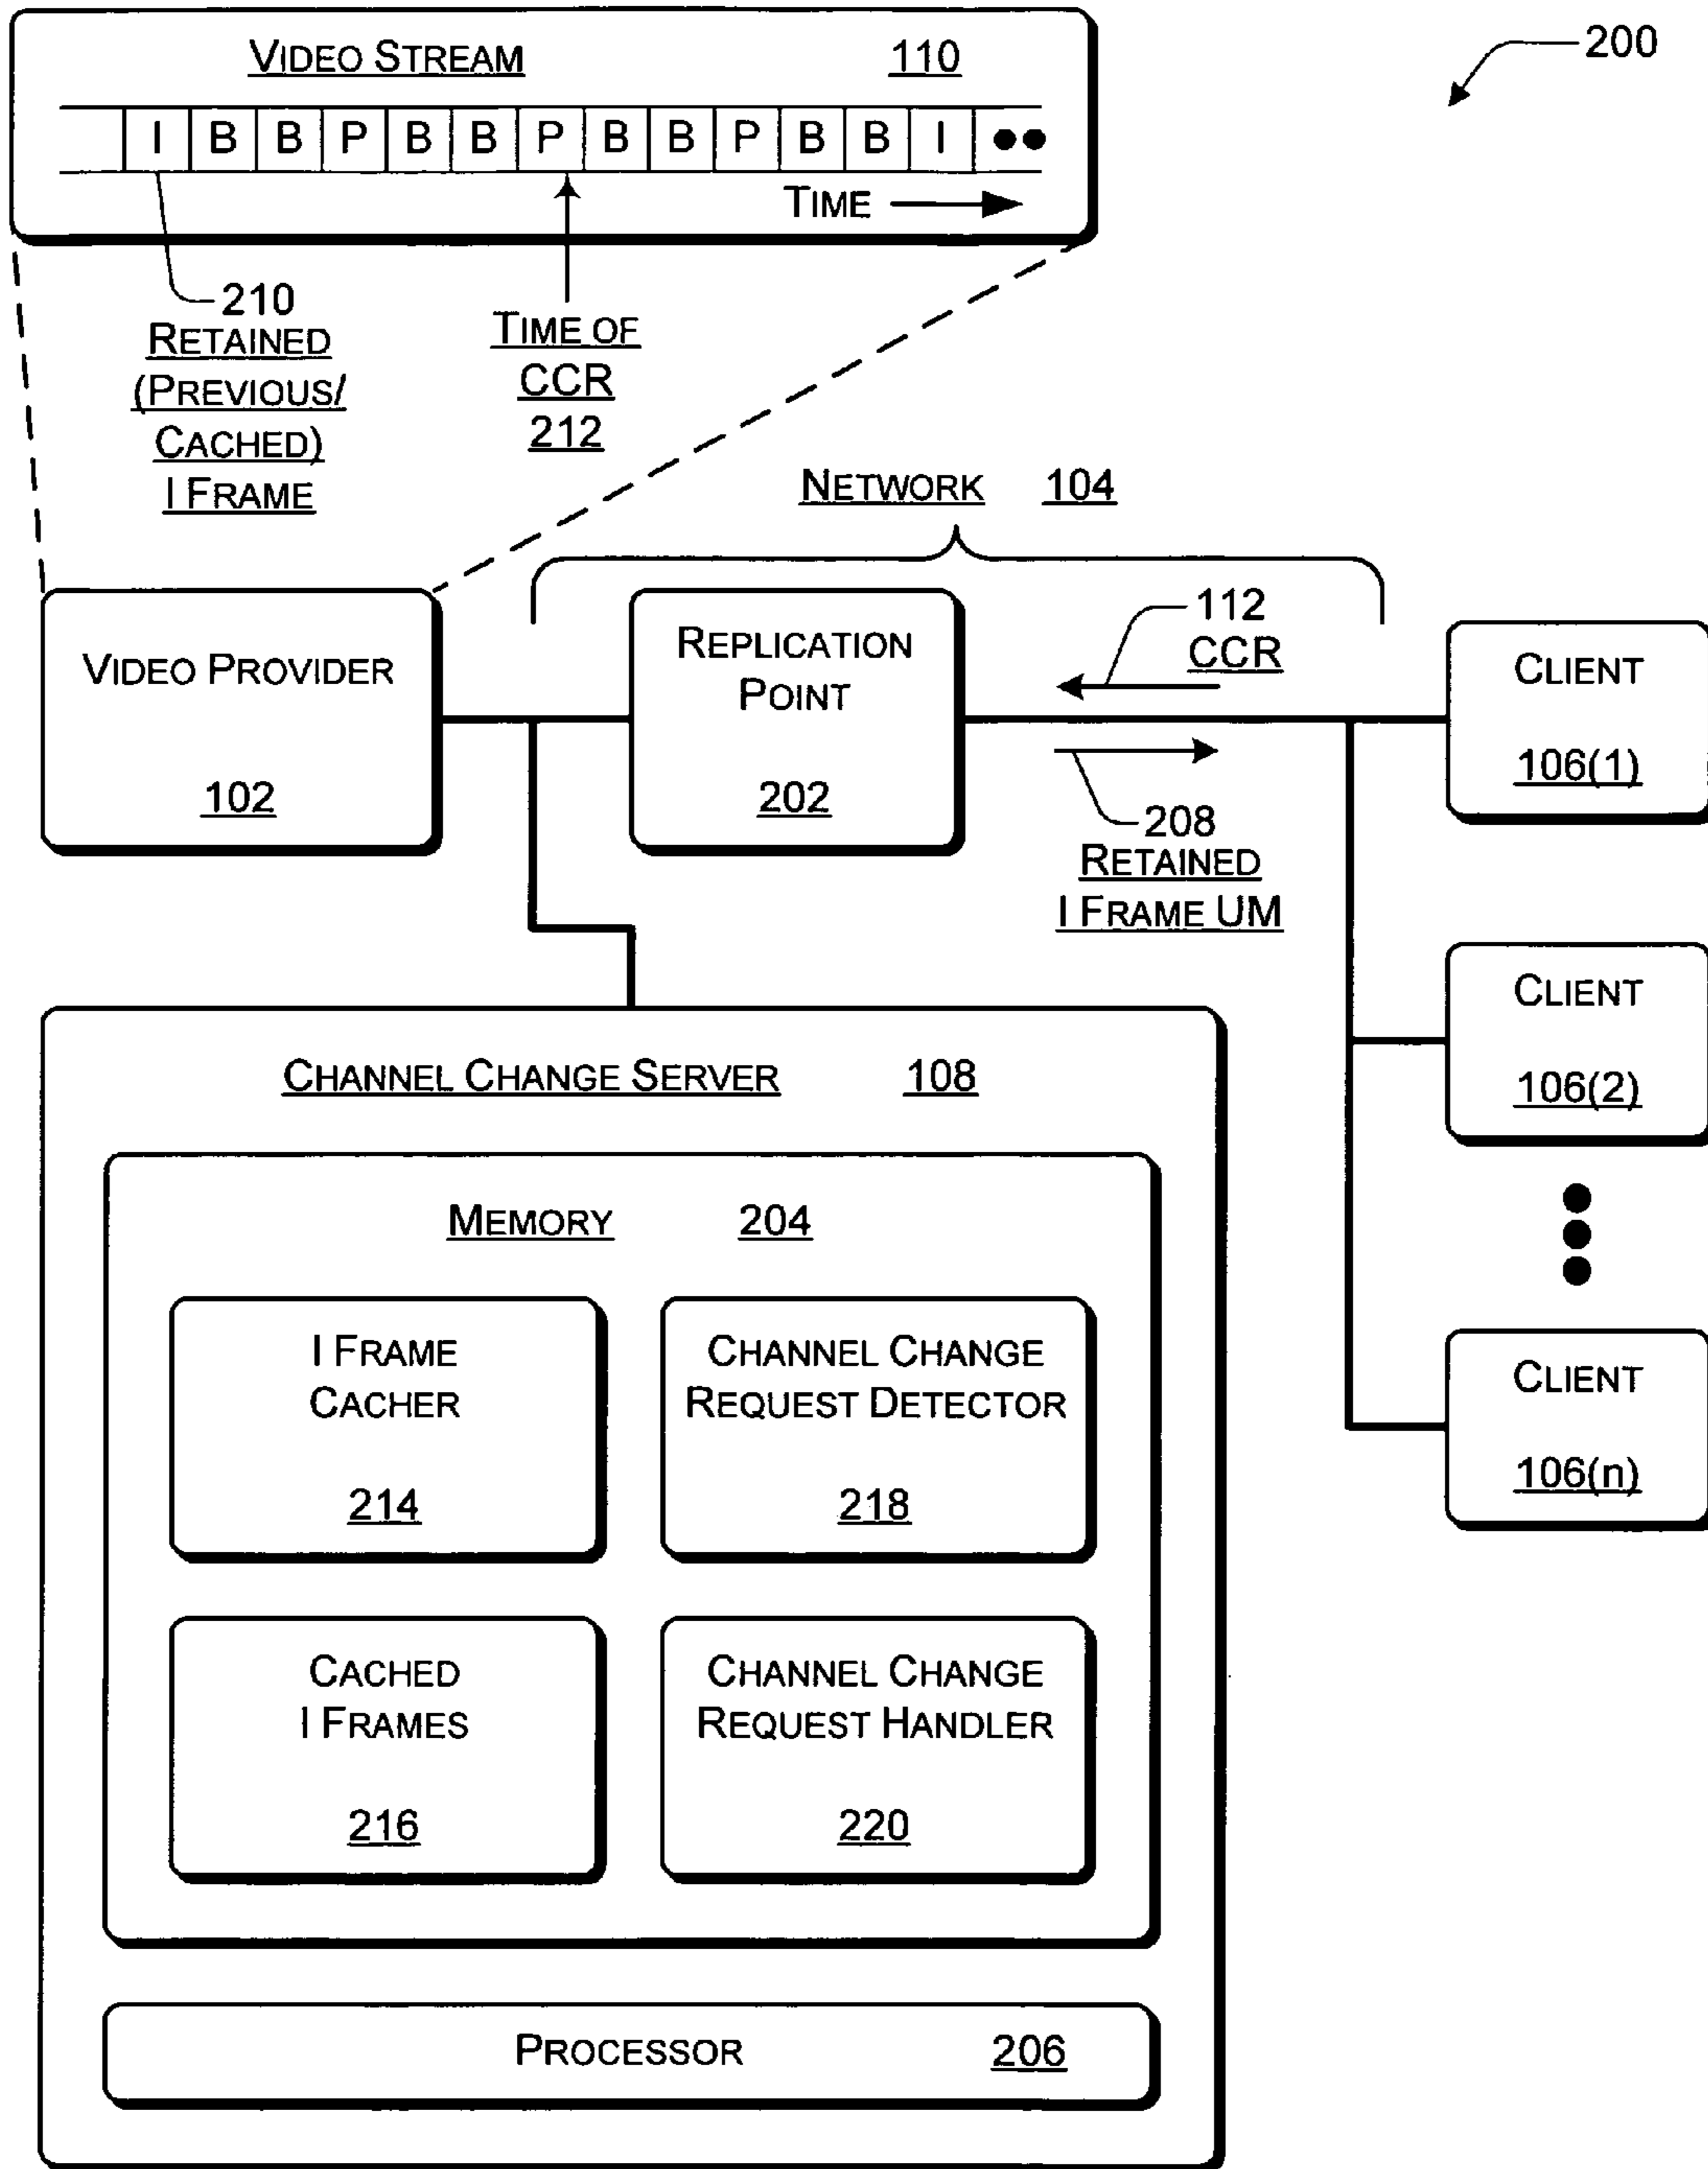 200
VIDEO STREAM 110
I B B P B B P B B P B B I
TIME
210
RETAINED
(PREVIOUS/
CACHED)
I FRAME
TIME OF
CCR
212
NETWORK 104
VIDEO PROVIDER
102
REPLICATION
POINT
202
112
CCR
208
RETAINED
I FRAME UM
CLIENT
106(1)
CLIENT
106(2)
CLIENT
106(n)
CHANNEL CHANGE SERVER 108
MEMORY 204
I FRAME
CACHER
214
CHANNEL CHANGE
REQUEST DETECTOR
218
CACHED
I FRAMES
216
CHANNEL CHANGE
REQUEST HANDLER
220
PROCESSOR 206